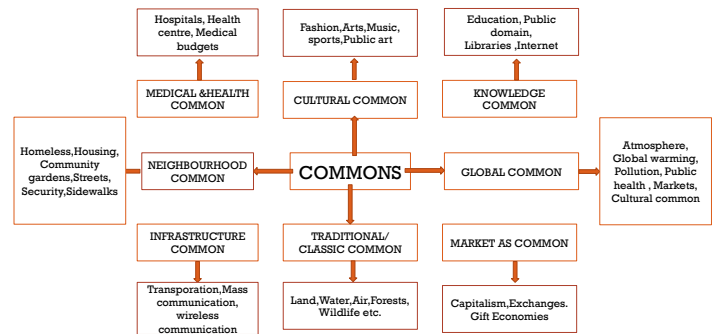 Hospitals, Health
centre, Medical
budgets
Fashion,Arts,Music,
sports,Public art
Education, Public
domain,
Libraries ,Internet
MEDICAL &HEALTH
COMMON
CULTURAL COMMON
KNOWLEDGE
COMMON
Homeless,Housing,
Community
gardens,Streets,
Security,Sidewalks
NEIGHBOURHOOD
COMMON
COMMONS
GLOBAL COMMON
Atmosphere,
Global warming,
Pollution, Public
health , Markets,
Cultural common
INFRASTRUCTURE
COMMON
TRADITIONAL/
CLASSIC COMMON
MARKET AS COMMON
Transporation,Mass
communication,
wireless
communication
Land,Water,Air,Forests,
Wildlife etc.
Capitalism,Exchanges.
Gift Economies